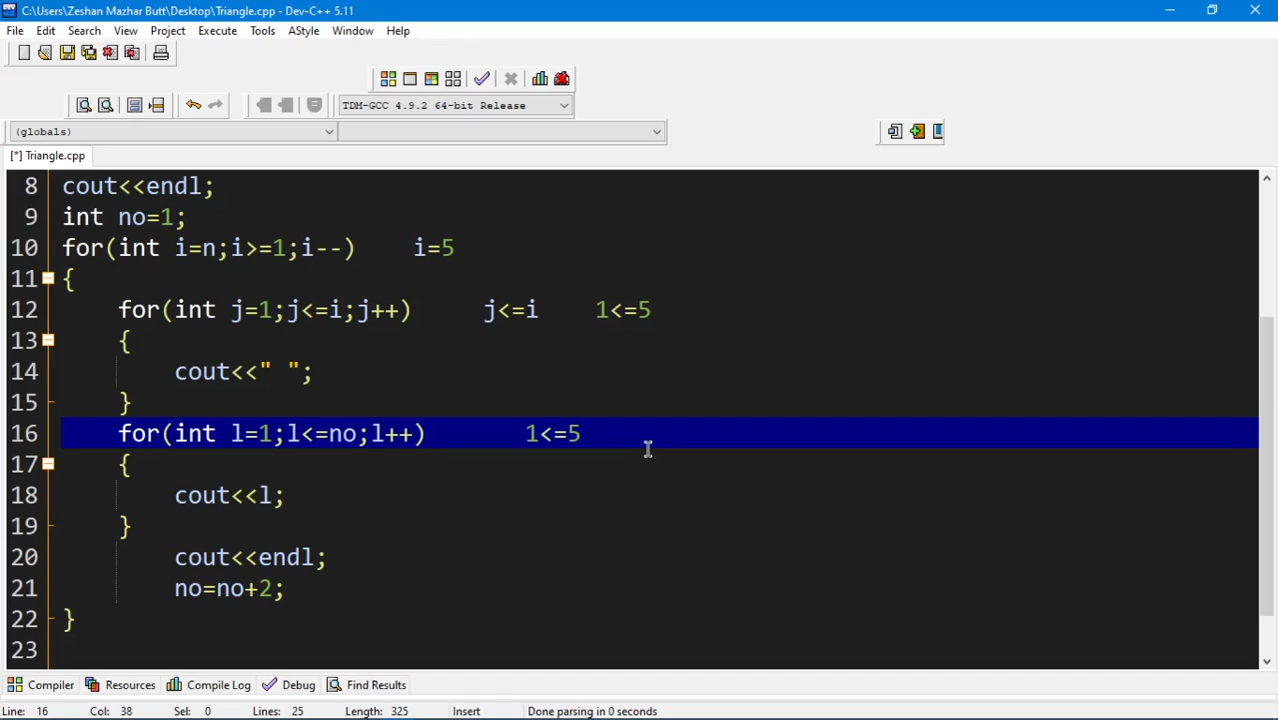 C:\Users\Zeshan Mazhar Butt\Desktop\Triangle.cpp - Dev-C++ 5.11
File Edit Search View Project Execute Tools AStyle Window Help
TDM-GCC 4.9.2 64-bit Release
(globals)
[*] Triangle.cpp
8 cout<<endl;
9 int no=1;
10 for(int i=n;i>=1;i--) i=5
11 {
12 for(int j=1;j<=i;j++) j<=i 1<=5
13 {
14 cout<<" ";
15 }
16 for(int l=1;l<=no;l++) 1<=5
17 {
18 cout<<l;
19 }
20 cout<<endl;
21 no=no+2;
22 }
23
Compiler Resources Compile Log Debug Find Results
Line: 16 Col: 38 Sel: 0 Lines: 25 Length: 325 Insert Done parsing in 0 seconds